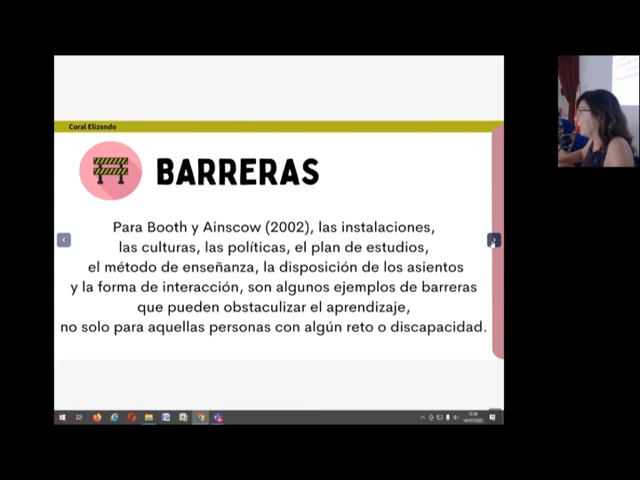 Coral Elizondo
BARRERAS
Para Booth y Ainscow (2002), las instalaciones,
las culturas, las políticas, el plan de estudios,
el método de enseñanza, la disposición de los asientos
y la forma de interacción, son algunos ejemplos de barreras
que pueden obstaculizar el aprendizaje,
no solo para aquellas personas con algún reto o discapacidad.